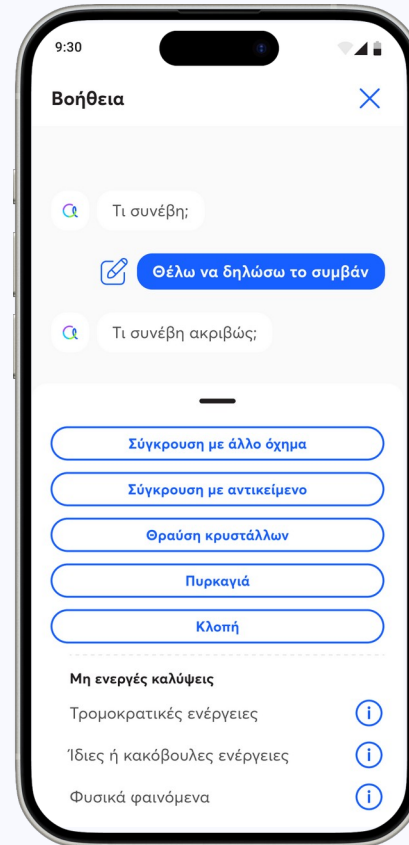 9:30
Βοήθεια
Τι συνέβη;
Θέλω να δηλώσω το συμβάν
Τι συνέβη ακριβώς;
Σύγκρουση με άλλο όχημα
Σύγκρουση με αντικείμενο
Θραύση κρυστάλλων
Πυρκαγιά
Κλοπή
Μη ενεργές καλύψεις
Τρομοκρατικές ενέργειες
Ίδιες ή κακόβουλες ενέργειες
Φυσικά φαινόμενα